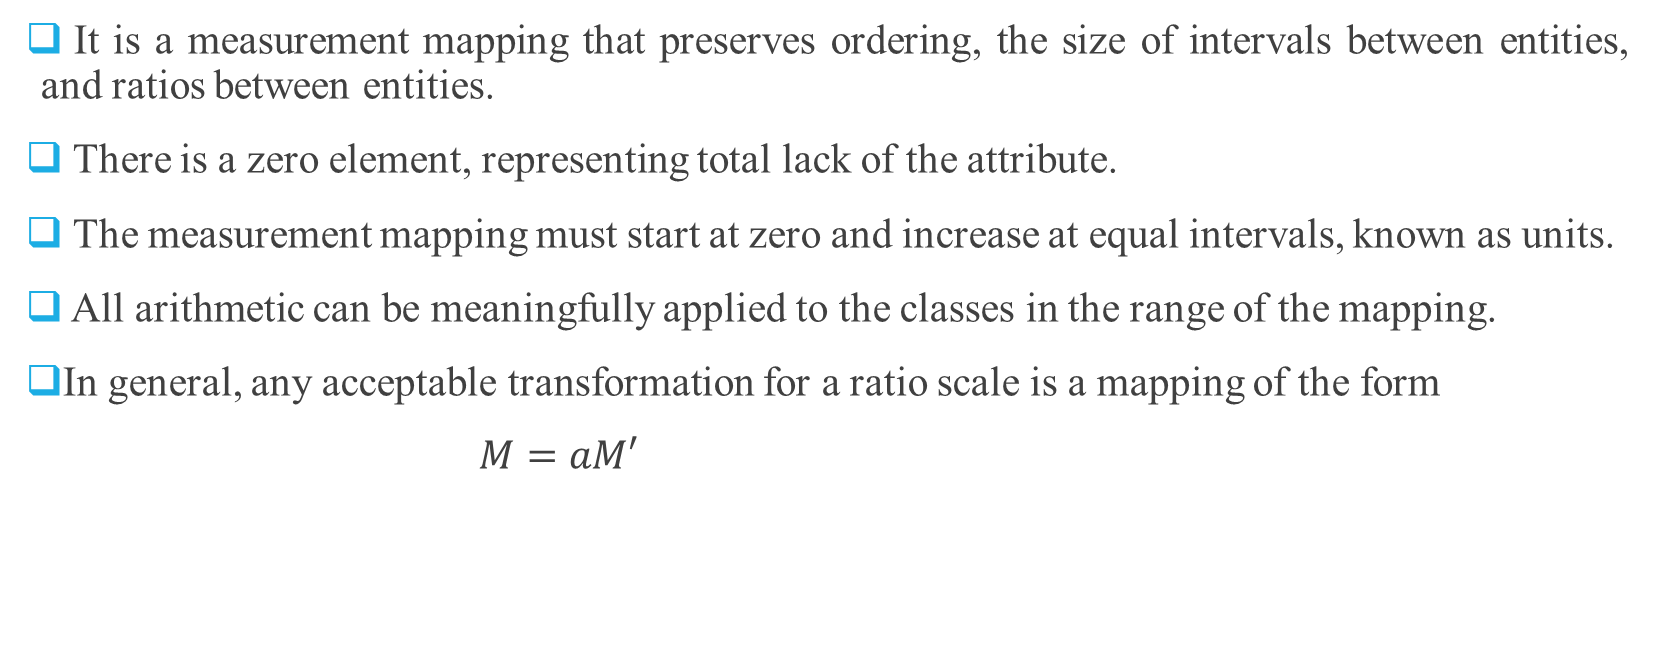 ❑ It is a measurement mapping that preserves ordering, the size of intervals between entities,
and ratios between entities.
❑ There is a zero element, representing total lack of the attribute.
❑ The measurement mapping must start at zero and increase at equal intervals, known as units.
❑ All arithmetic can be meaningfully applied to the classes in the range of the mapping.
❑In general, any acceptable transformation for a ratio scale is a mapping of the form
M = aM′